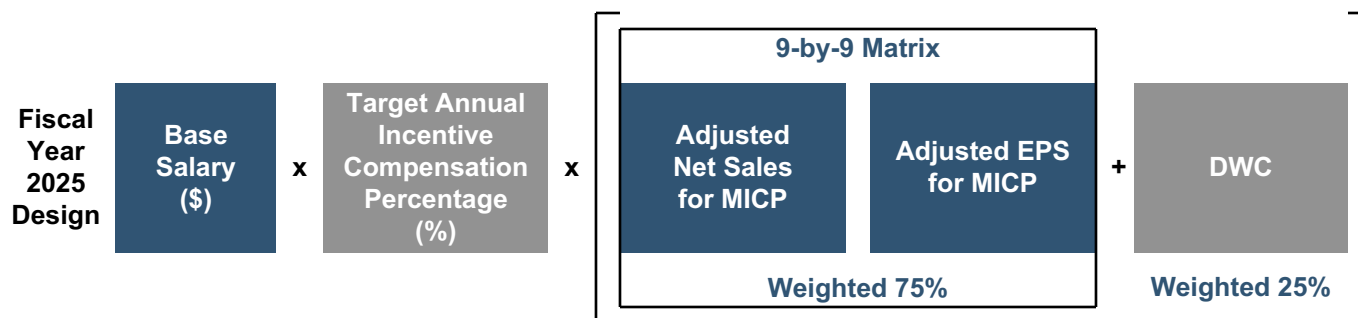 9-by-9 Matrix
Fiscal
Year
2025
Design
Base
Salary
($)
x
Target Annual
Incentive
Compensation
Percentage
(%)
x
Adjusted
Net Sales
for MICP
Adjusted EPS
for MICP
+
DWC
Weighted 75%
Weighted 25%